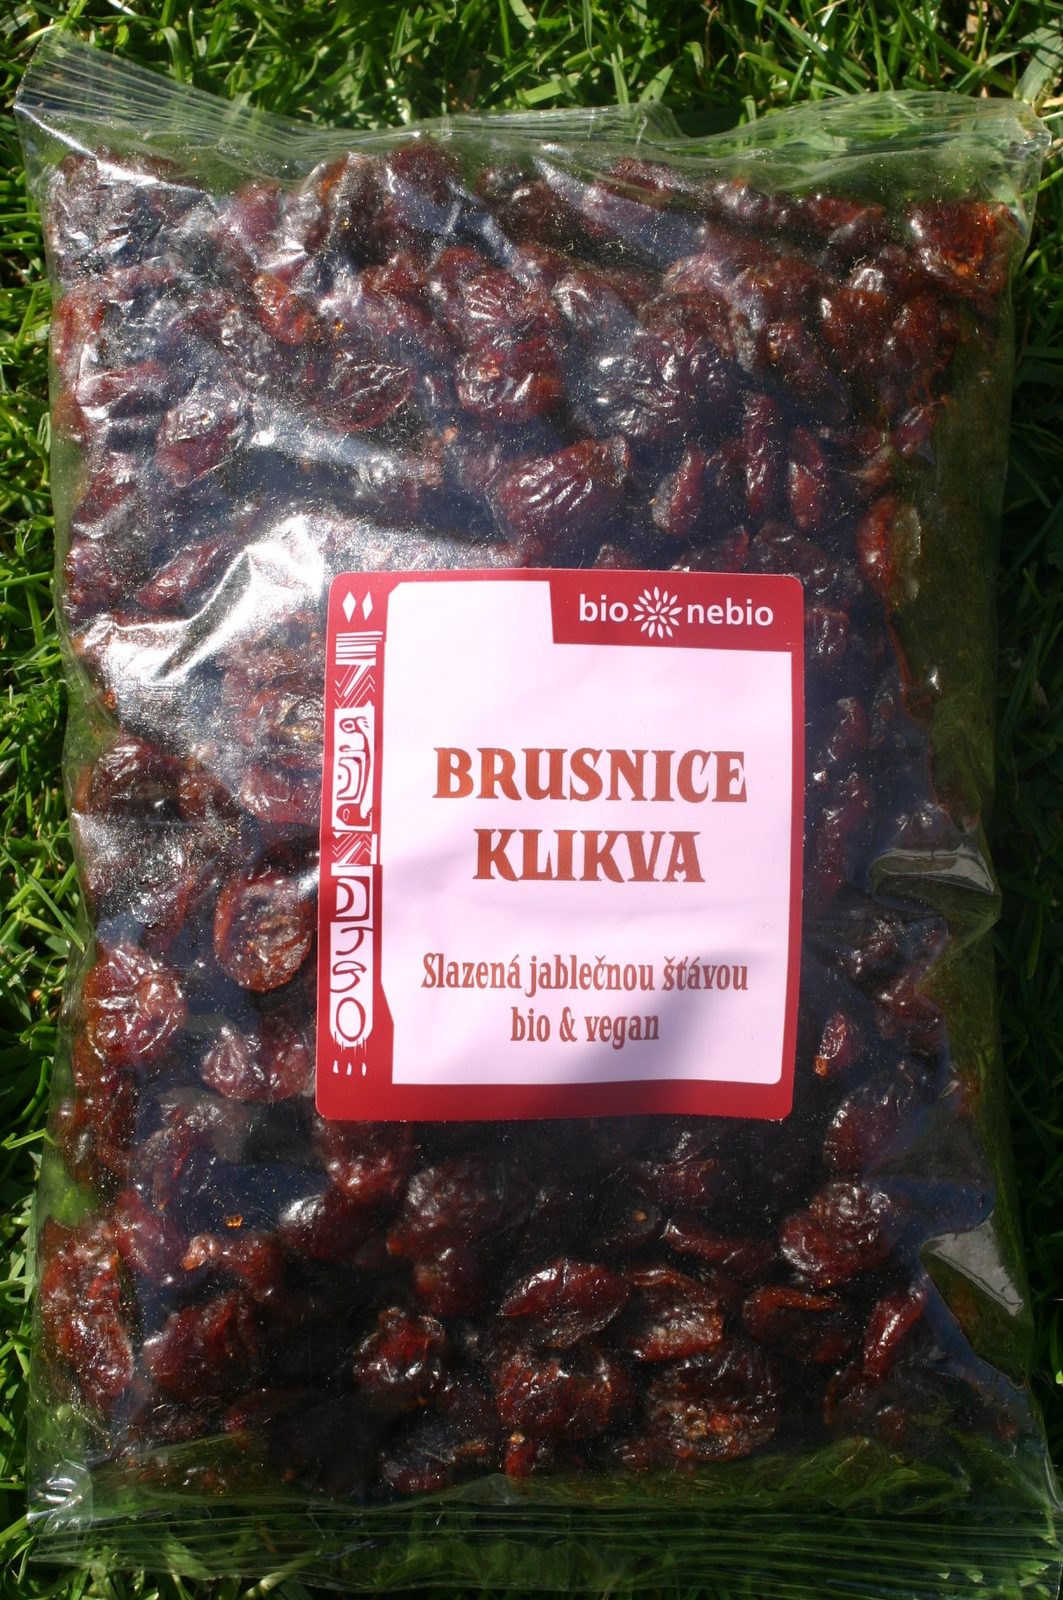 bio nebio
BRUSNICE
KLIKVA
Slazená jablečnou šťávou
bio & vegan